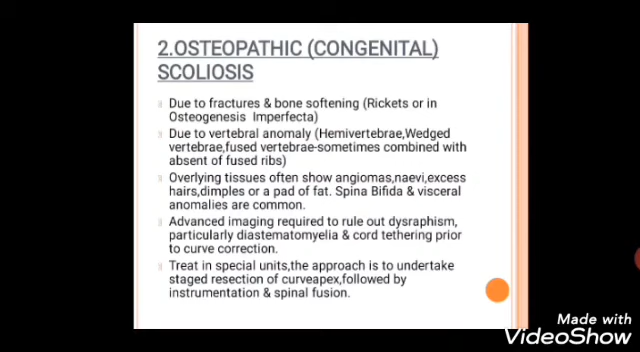 2.OSTEOPATHIC (CONGENITAL)
SCOLIOSIS
Due to fractures & bone softening (Rickets or in
Osteogenesis Imperfecta)
Due to vertebral anomaly (Hemivertebrae,Wedged
vertebrae,fused vertebrae-sometimes combined with
absent of fused ribs)
Overlying tissues often show angiomas,naevi,excess
hairs,dimples or a pad of fat. Spina Bifida & visceral
anomalies are common.
Advanced imaging required to rule out dysraphism,
particularly diastematomyelia & cord tethering prior
to curve correction.
Treat in special units,the approach is to undertake
staged resection of curveapex,followed by
instrumentation & spinal fusion.
Made with
VideoShow